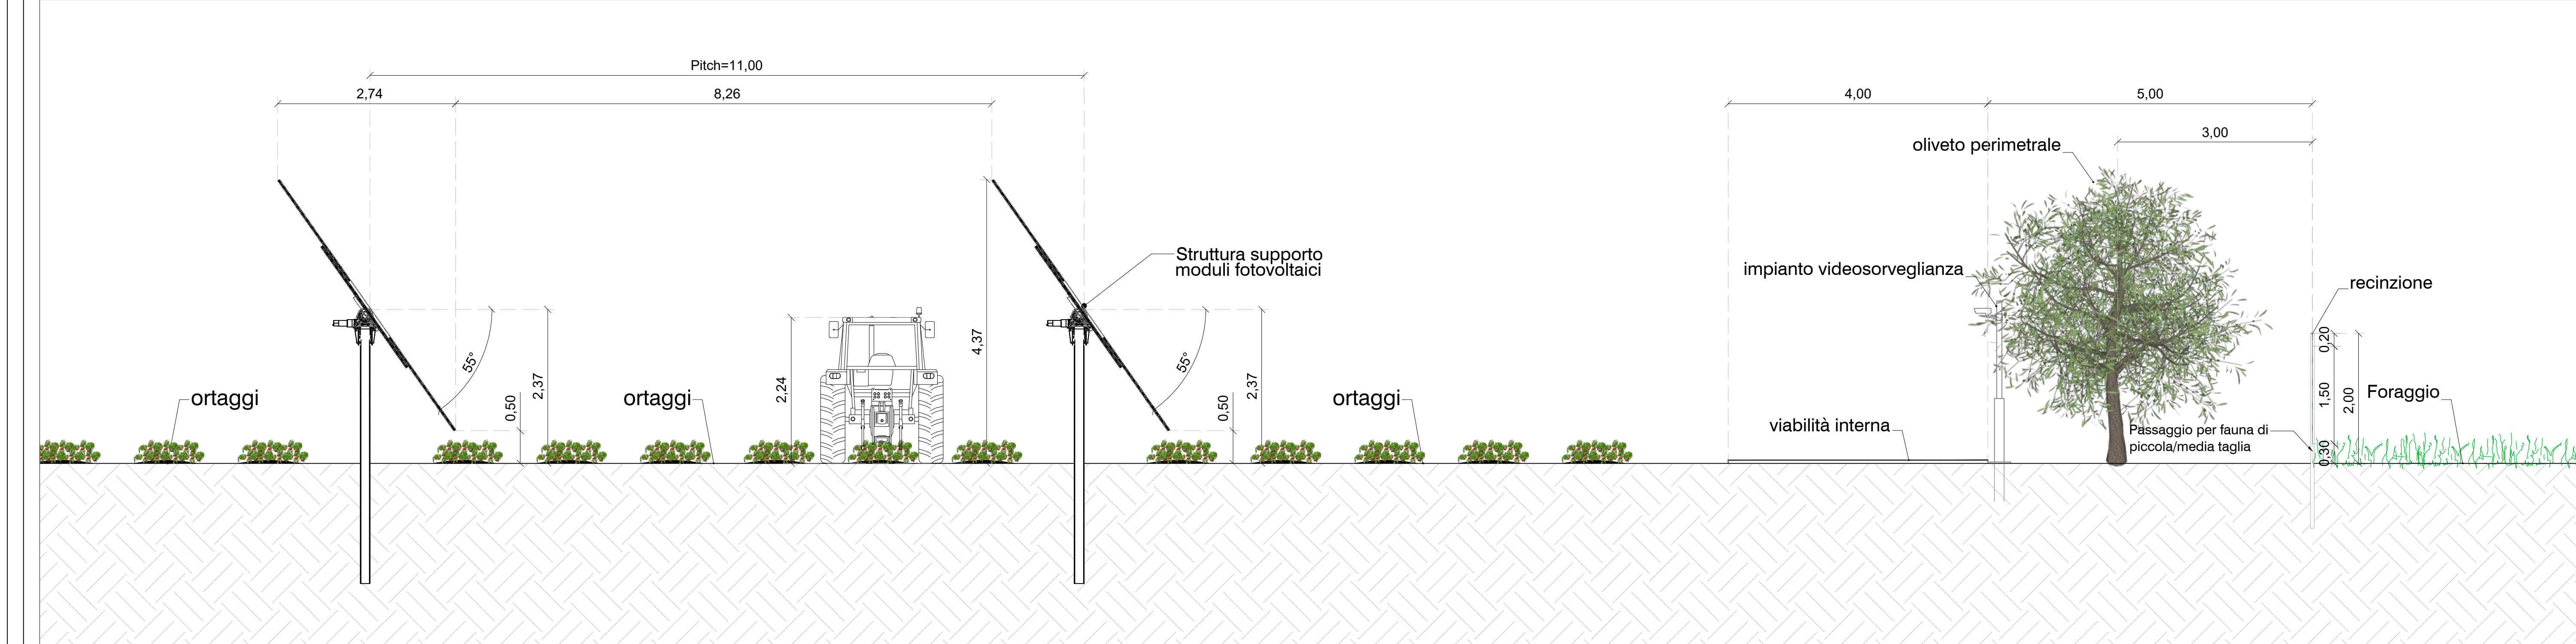 Pitch=11,00
2,74
8,26
4,00
5,00
3,00
oliveto perimetrale
Struttura supporto
moduli fotovoltaici
impianto videosorveglianza
recinzione
55°
2,37
0,50
2,24
4,37
55°
2,37
0,50
0,20
1,50
2,00
0,30
ortaggi
ortaggi
ortaggi
Foraggio
viabilità interna
Passaggio per fauna di
piccola/media taglia